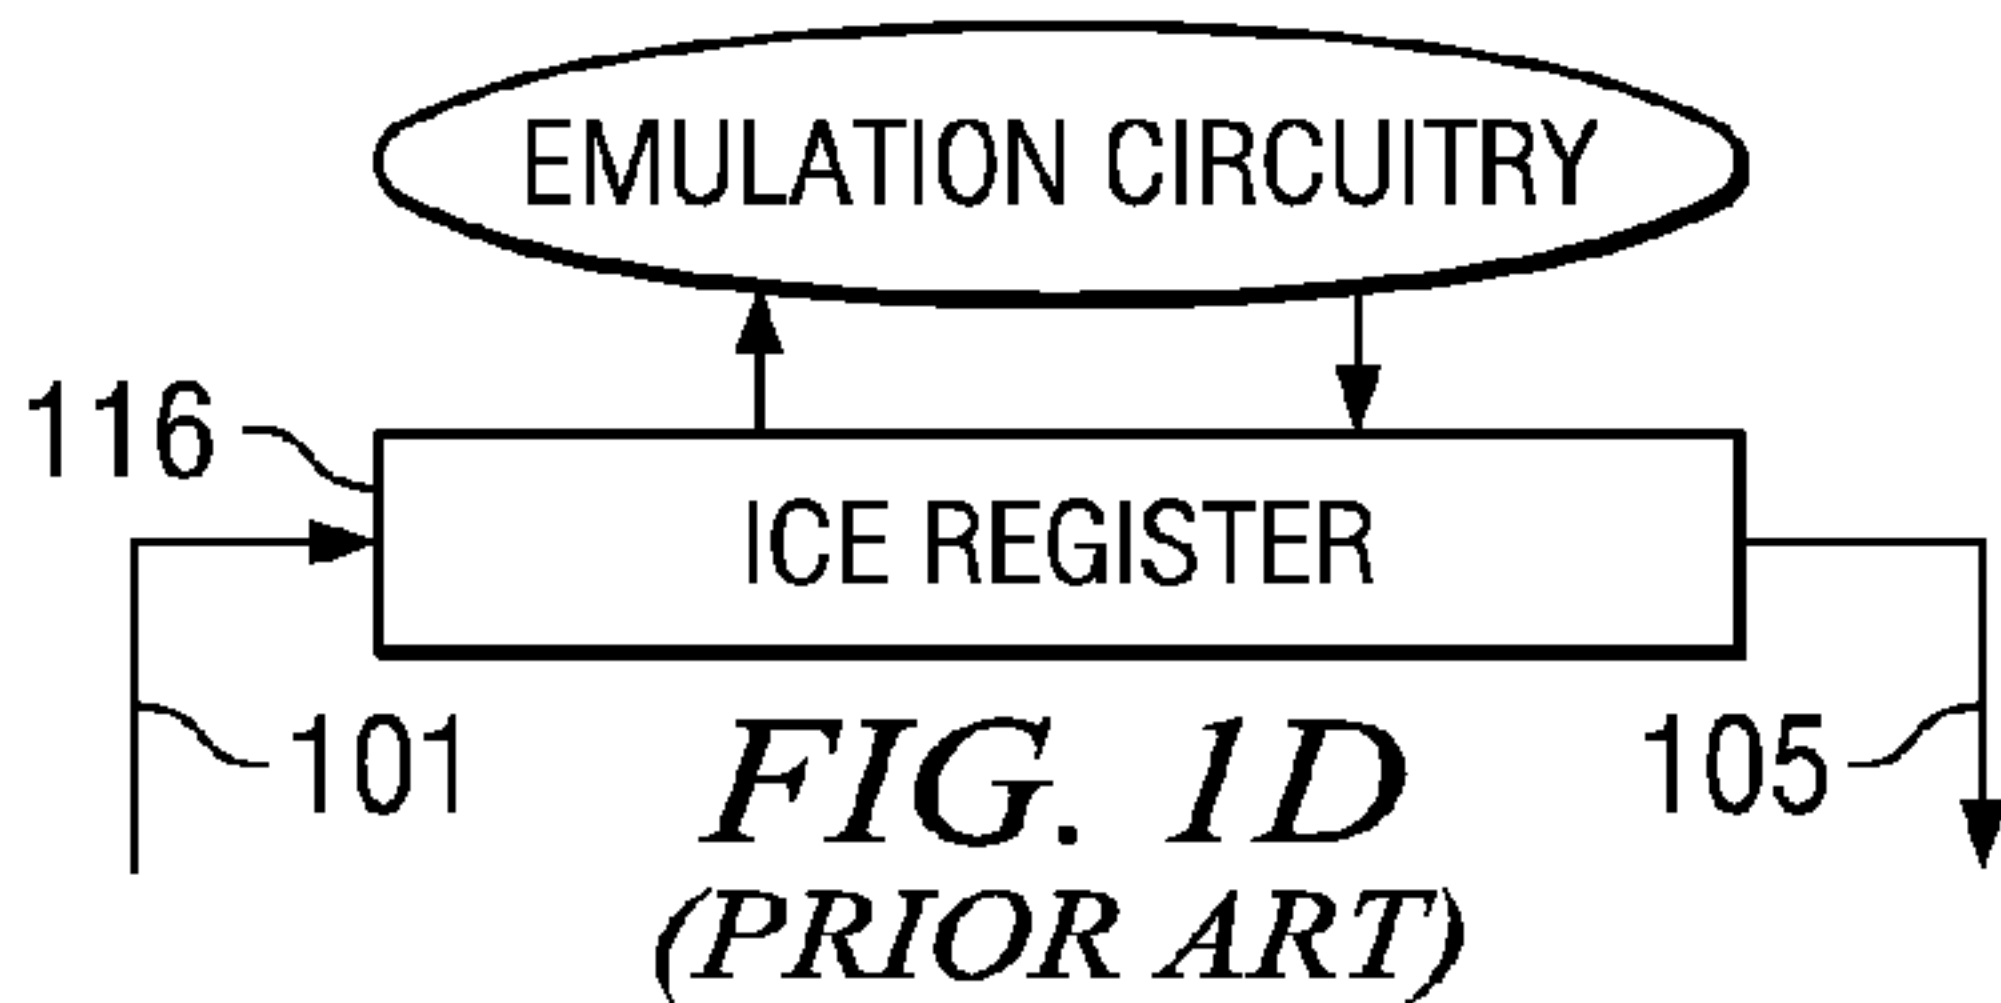 EMULATION CIRCUITRY
116
ICE REGISTER
101
105
FIG. 1D
(PRIOR ART)